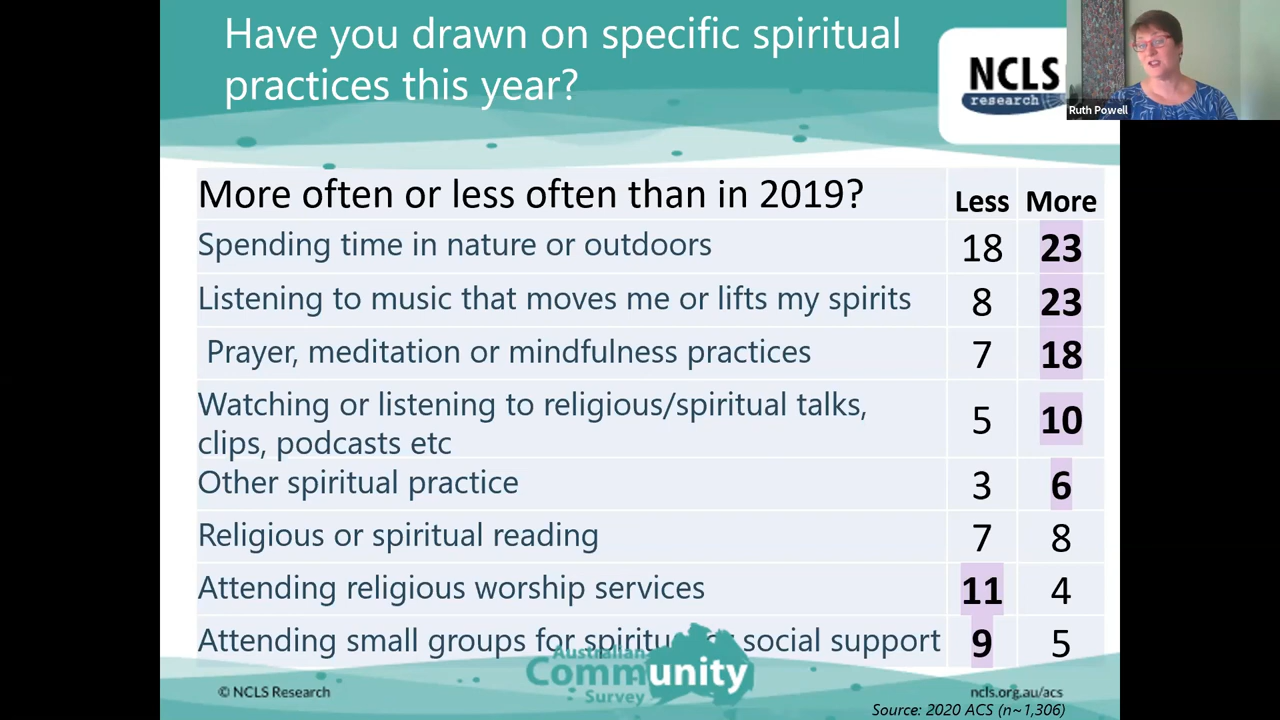 Have you drawn on specific spiritual
practices this year?
NCLS
research
Ruth Powell
More often or less often than in 2019? Less More
Spending time in nature or outdoors 18 23
Listening to music that moves me or lifts my spirits 8 23
Prayer, meditation or mindfulness practices 7 18
Watching or listening to religious/spiritual talks,
clips, podcasts etc 5 10
Other spiritual practice 3 6
Religious or spiritual reading 7 8
Attending religious worship services 11 4
Attending small groups for social support 9 5
Australian
Community
Survey
© NCLS Research
ncls.org.au/acs
Source: 2020 ACS (n~1,306)